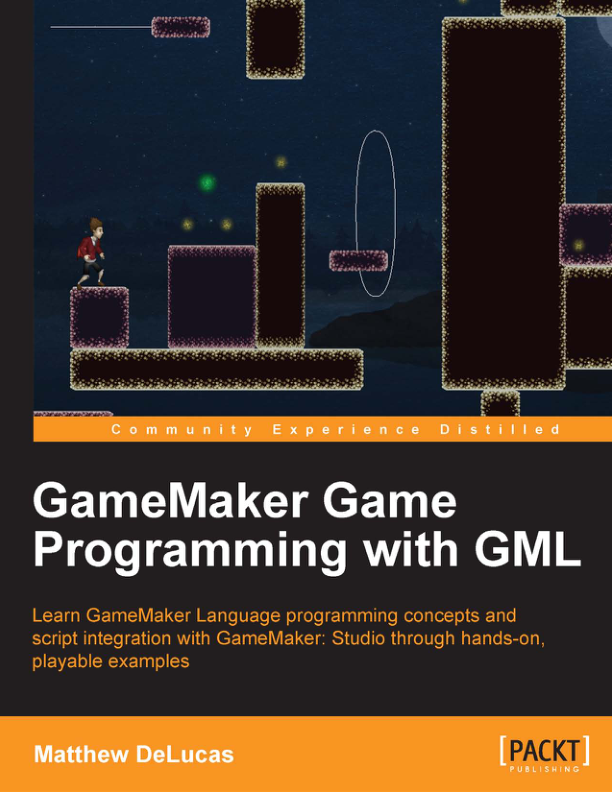 Community Experience Distilled
GameMaker Game
Programming with GML
Learn GameMaker Language programming concepts and
script integration with GameMaker: Studio through hands-on,
playable examples
Matthew DeLucas
[PACKT]
PUBLISHING